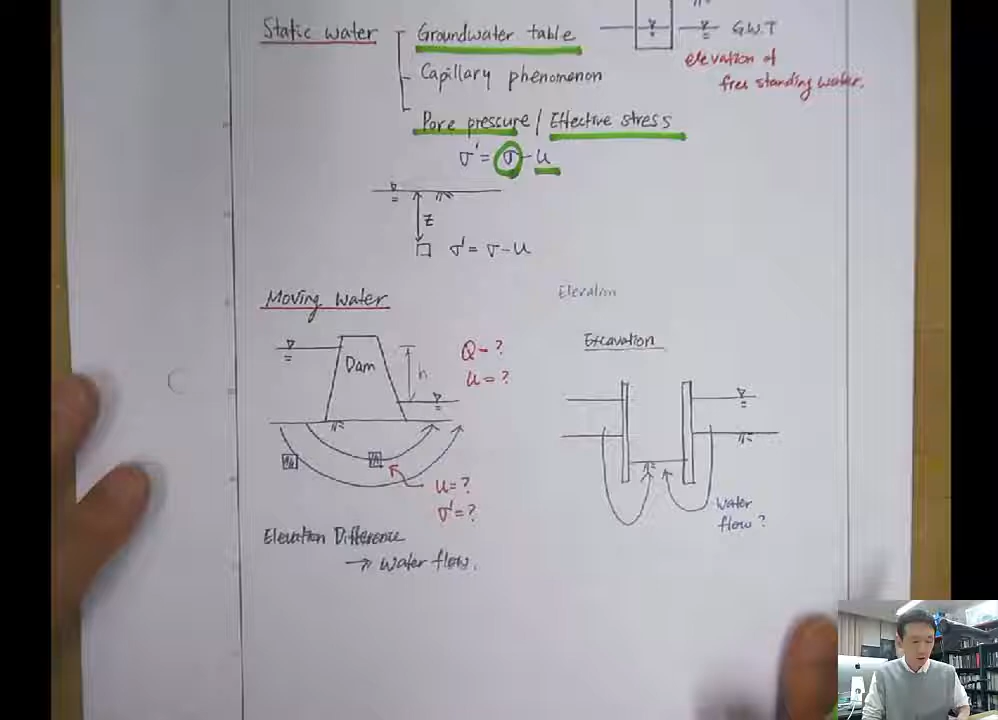 Static water
Groundwater table
G.W.T
elevation of
free standing water.
Capillary phenomenon
Pore pressure / Effective stress
σ' = σ - u
z
σ' = σ - u
Moving water
Elevation
Excavation
Dam
h
Q = ?
u = ?
u = ?
σ' = ?
water
flow ?
Elevation Difference
→ water flow.